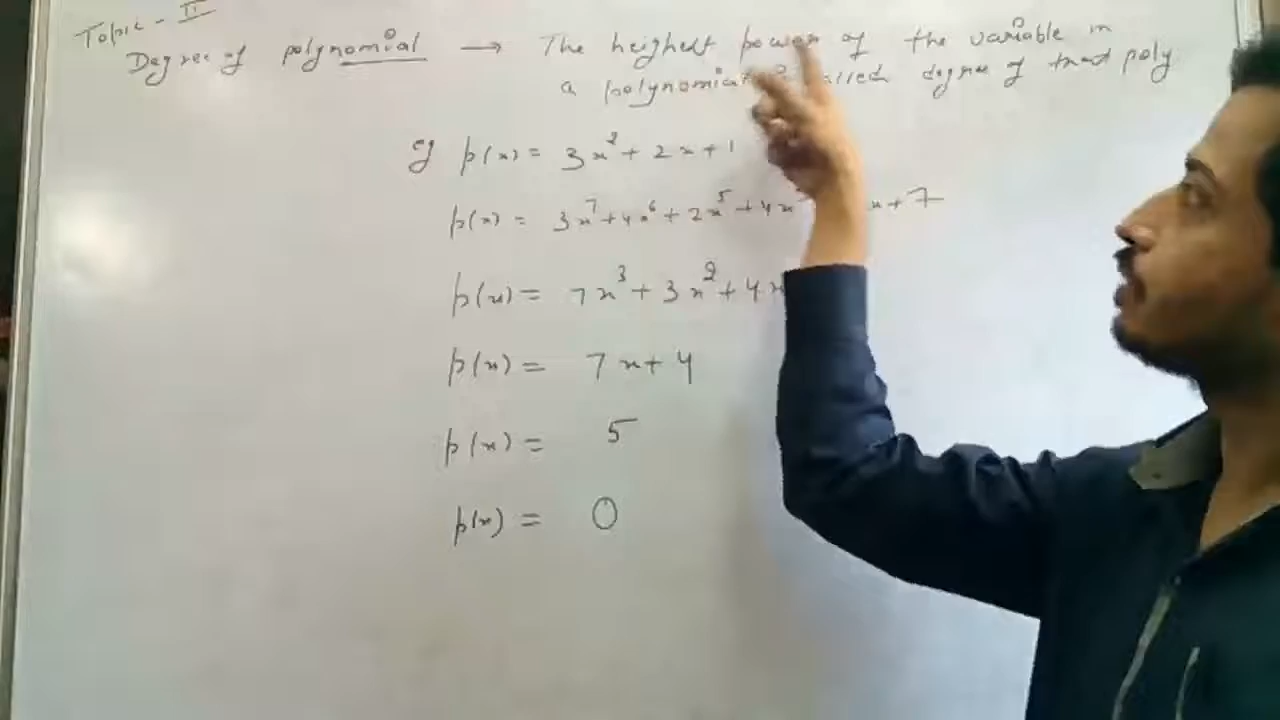 Topic - II
Degree of polynomial → The heighest power of the variable in
a polynomial called degree of that poly
eg p(x) = 3x² + 2x + 1
p(x) = 3x⁷ + 4x⁶ + 2x⁵ + 4x x + 7
p(x) = 7x³ + 3x² + 4x
p(x) = 7x + 4
p(x) = 5
p(x) = 0